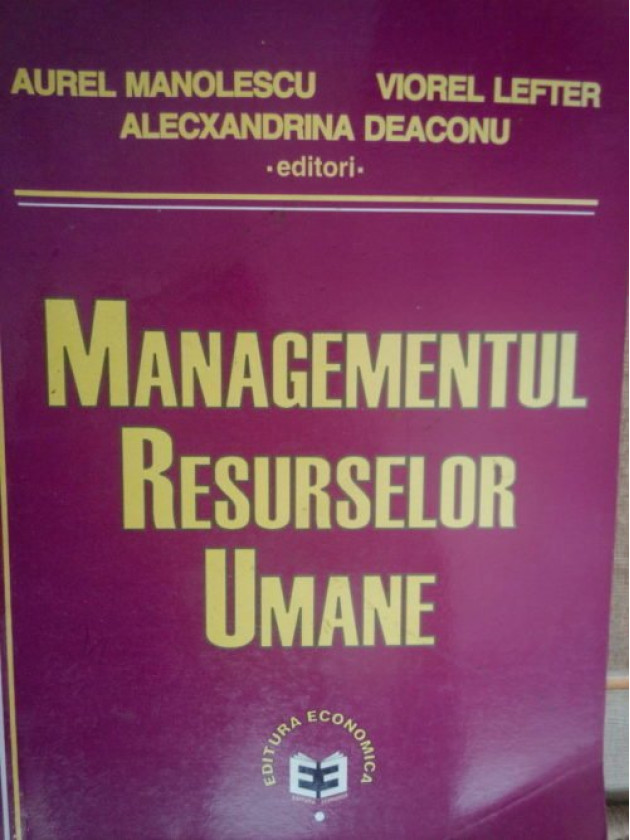 AUREL MANOLESCU VIOREL LEFTER
ALECXANDRINA DEACONU
•editori•
MANAGEMENTUL
RESURSELOR
UMANE
EDITURA ECONOMICA